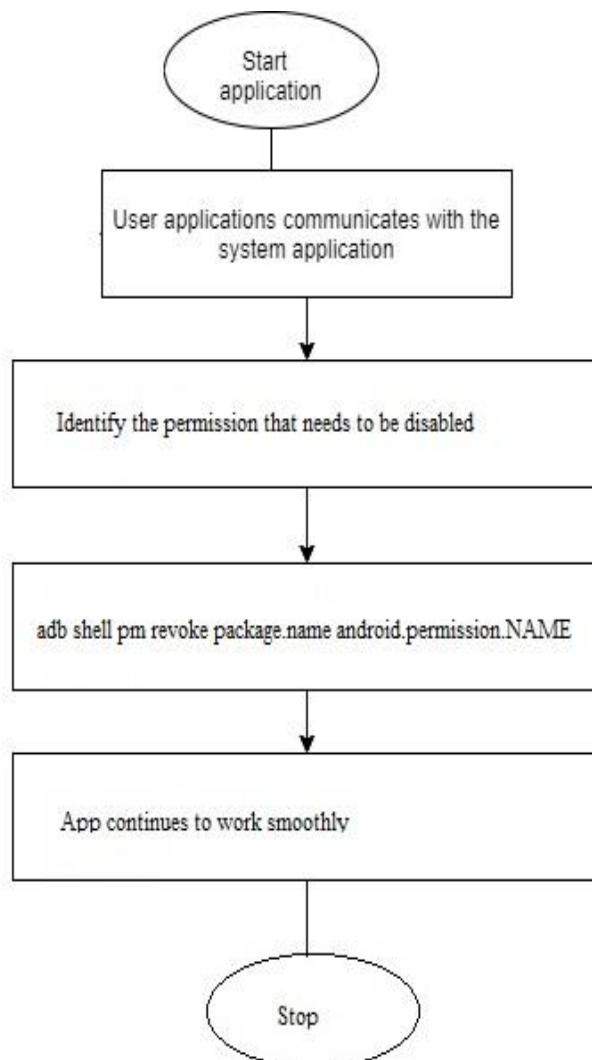 Start
application
User applications communicates with the
system application
Identify the permission that needs to be disabled
adb shell pm revoke package.name android.permission.NAME
App continues to work smoothly
Stop